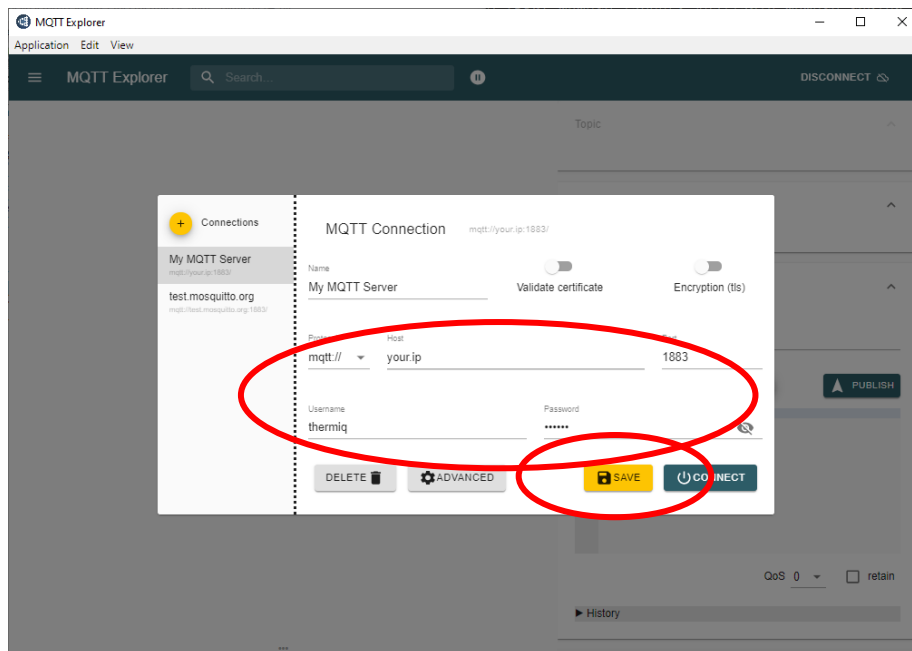 MQTT Explorer
Application Edit View
MQTT Explorer Search... DISCONNECT
Topic
+ Connections
MQTT Connection mqtt://your.ip:1883/
My MQTT Server
mqtt://your.ip:1883/
test.mosquitto.org
mqtt://test.mosquitto.org:1883/
Name
My MQTT Server
Validate certificate
Encryption (tls)
Host
mqtt:// your.ip 1883
PUBLISH
Username Password
thermiq ••••••
DELETE ADVANCED SAVE CONNECT
QoS 0 retain
History